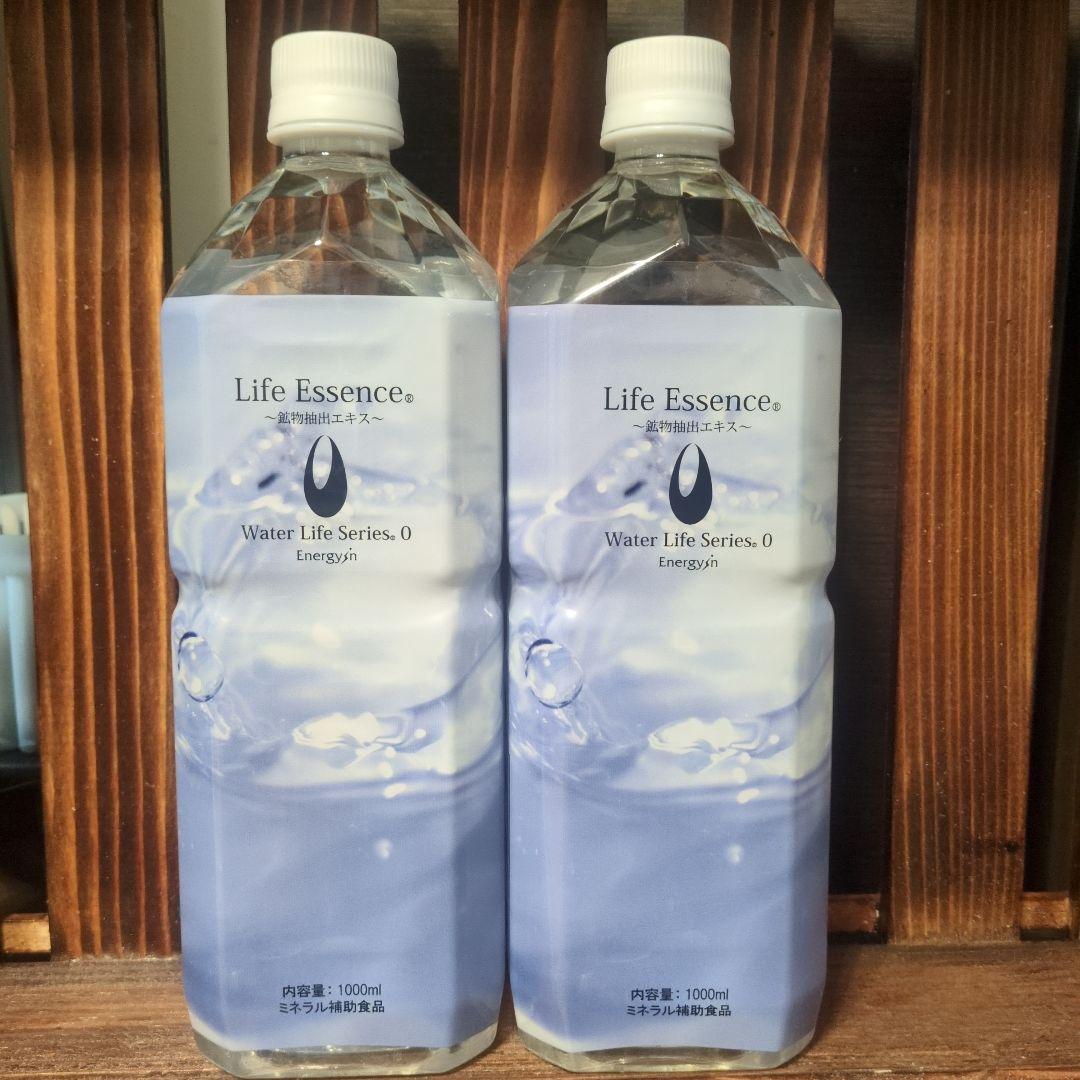 Life Essence®
~鉱物抽出エキス~
Water Life Series® 0
Energyin
内容量: 1000ml
ミネラル補助食品
Life Essence®
~鉱物抽出エキス~
Water Life Series® 0
Energyin
内容量: 1000ml
ミネラル補助食品